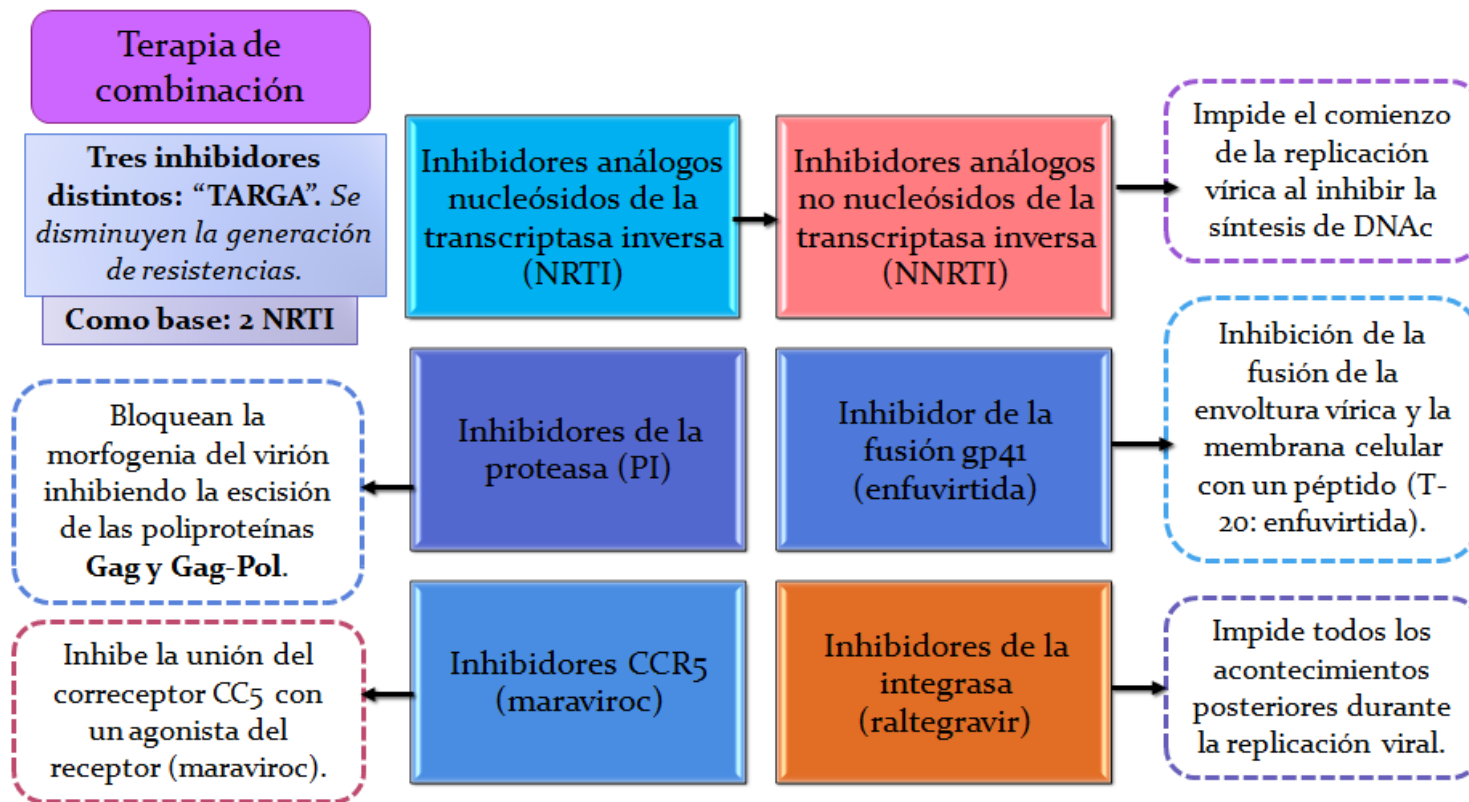 Terapia de
combinación
Tres inhibidores
distintos: “TARGA”. Se
disminuyen la generación
de resistencias.
Como base: 2 NRTI
Inhibidores análogos
nucleósidos de la
transcriptasa inversa
(NRTI)
Inhibidores análogos
no nucleósidos de la
transcriptasa inversa
(NNRTI)
Impide el comienzo
de la replicación
vírica al inhibir la
síntesis de DNAc
Bloquean la
morfogenia del virión
inhibiendo la escisión
de las poliproteínas
Gag y Gag-Pol.
Inhibidores de la
proteasa (PI)
Inhibidor de la
fusión gp41
(enfuvirtida)
Inhibición de la
fusión de la
envoltura vírica y la
membrana celular
con un péptido (T-
20: enfuvirtida).
Inhibe la unión del
correceptor CC5 con
un agonista del
receptor (maraviroc).
Inhibidores CCR5
(maraviroc)
Inhibidores de la
integrasa
(raltegravir)
Impide todos los
acontecimientos
posteriores durante
la replicación viral.